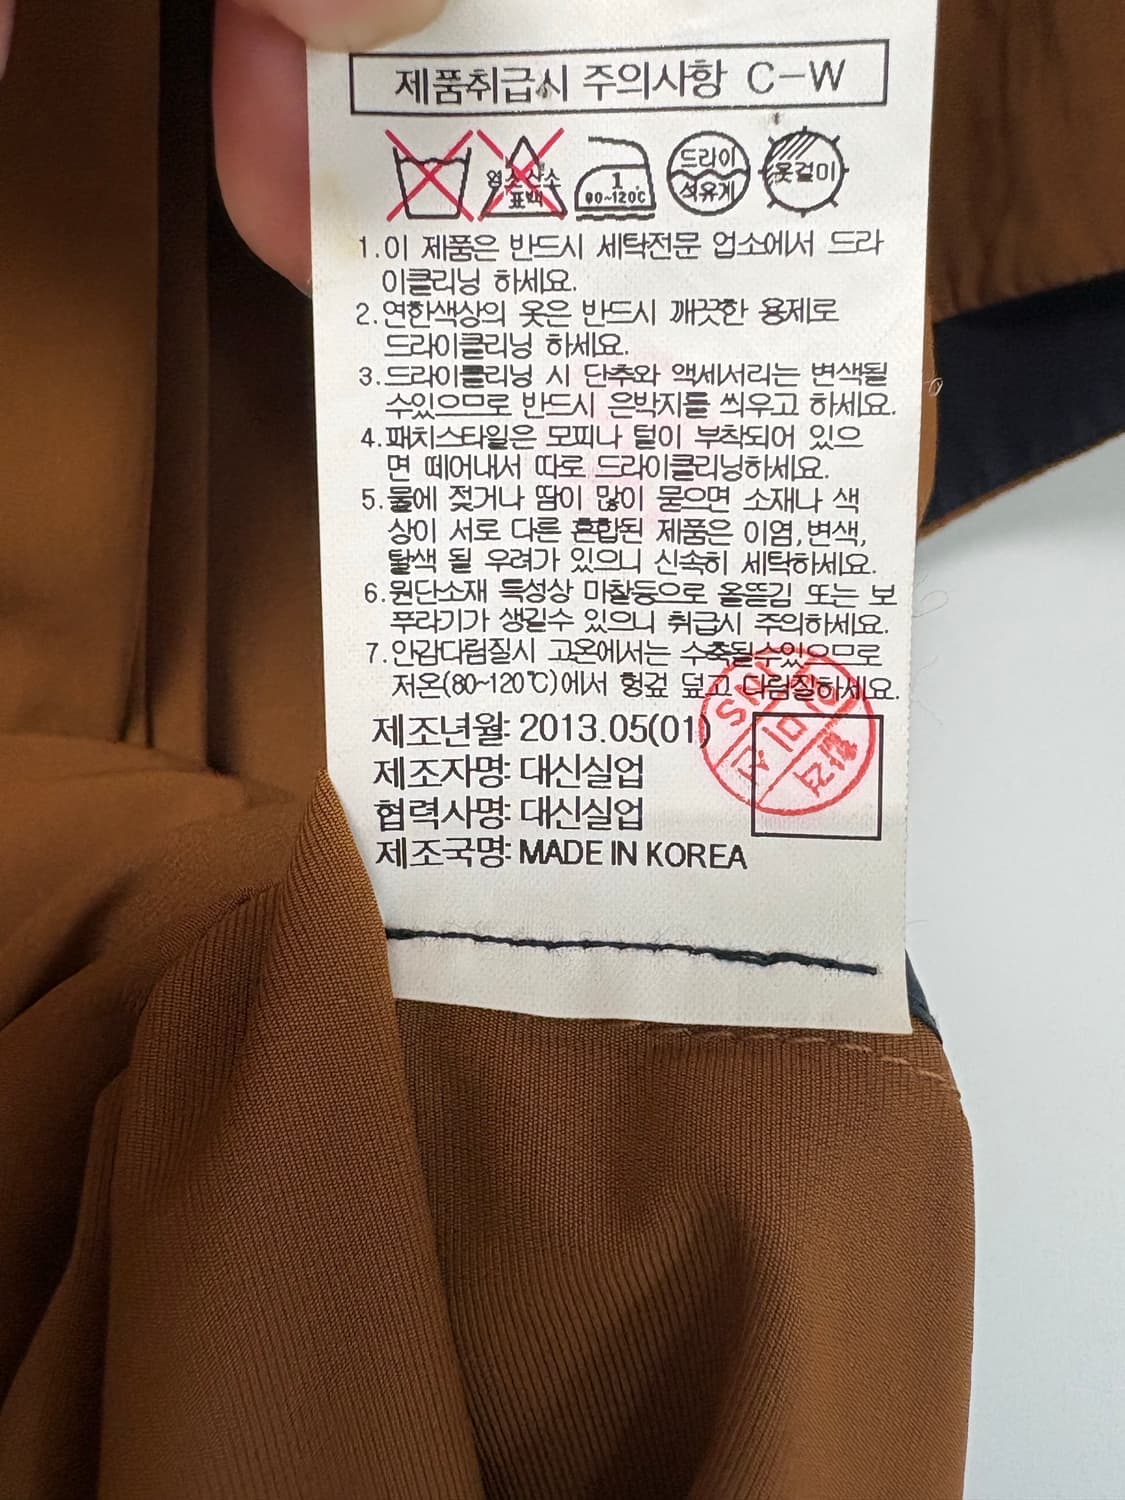 제품취급시 주의사항 C-W
염소산소
표백
1
80~120℃
드라이
석유계
옷걸이
1.이 제품은 반드시 세탁전문 업소에서 드라
이클리닝 하세요.
2.연한색상의 옷은 반드시 깨끗한 용제로
드라이클리닝 하세요.
3.드라이클리닝 시 단추와 액세서리는 변색될
수있으므로 반드시 은박지를 씌우고 하세요.
4.패치스타일은 모피나 털이 부착되어 있으
면 떼어내서 따로 드라이클리닝하세요.
5.물에 젖거나 땀이 많이 묻으면 소재나 색
상이 서로 다른 혼합된 제품은 이염,변색,
탈색 될 우려가 있으니 신속히 세탁하세요.
6.원단소재 특성상 마찰등으로 올뜯김 또는 보
푸라기가 생길수 있으니 취급시 주의하세요.
7.안감다림질시 고온에서는 수축될수있으므로
저온(80~120℃)에서 헝겊 덮고 다림질하세요.
제조년월: 2013.05(01)
제조자명: 대신실업
협력사명: 대신실업
제조국명: MADE IN KOREA